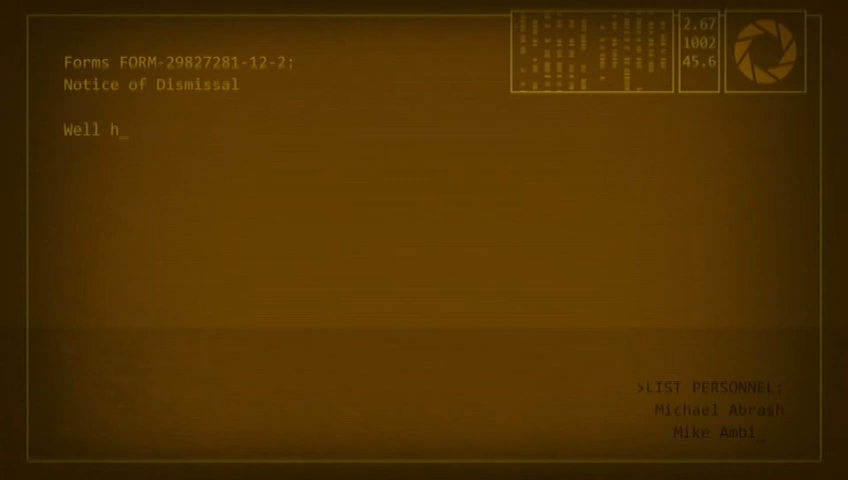 Forms FORM-29827281-12-2:
Notice of Dismissal
Well h_
2.67
1002
45.6
>LIST PERSONNEL:
Michael Abrash
Mike Ambi_